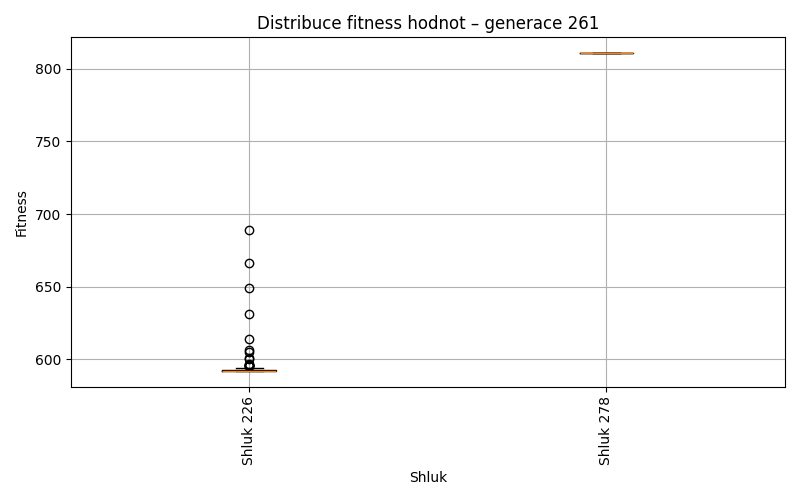 Distribuce fitness hodnot – generace 261
Fitness
800
750
700
650
600
Shluk 226
Shluk 278
Shluk